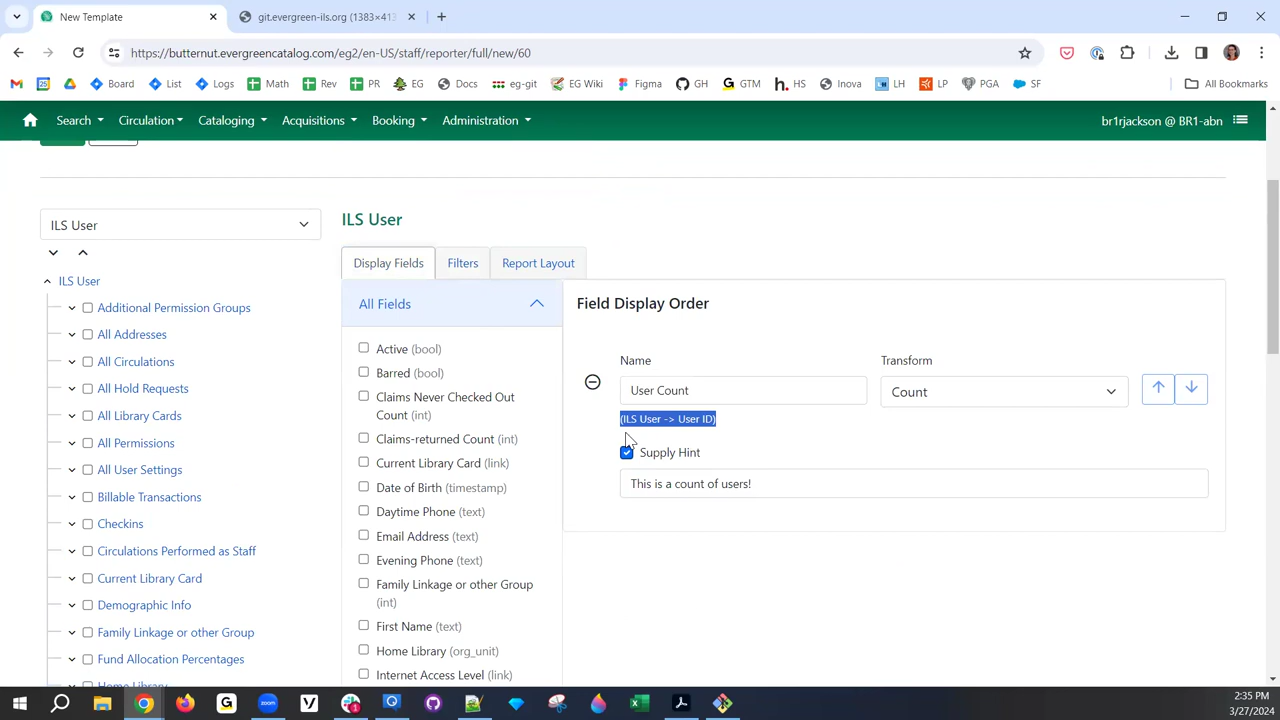 New Template
git.evergreen-ils.org (1383×413
https://butternut.evergreencatalog.com/eg2/en-US/staff/reporter/full/new/60
Board
List
Logs
Math
Rev
PR
EG
Docs
eg-git
EG Wiki
Figma
GH
GTM
HS
Inova
LH
LP
PGA
SF
All Bookmarks
Search
Circulation
Cataloging
Acquisitions
Booking
Administration
br1rjackson @ BR1-abn
ILS User
ILS User
Additional Permission Groups
All Addresses
All Circulations
All Hold Requests
All Library Cards
All Permissions
All User Settings
Billable Transactions
Checkins
Circulations Performed as Staff
Current Library Card
Demographic Info
Family Linkage or other Group
Fund Allocation Percentages
Home Library
ILS User
Display Fields
Filters
Report Layout
All Fields
Active (bool)
Barred (bool)
Claims Never Checked Out
Count (int)
Claims-returned Count (int)
Current Library Card (link)
Date of Birth (timestamp)
Daytime Phone (text)
Email Address (text)
Evening Phone (text)
Family Linkage or other Group
(int)
First Name (text)
Home Library (org_unit)
Internet Access Level (link)
Field Display Order
Name
Transform
User Count
Count
(ILS User -> User ID)
Supply Hint
This is a count of users!
2:35 PM
3/27/2024